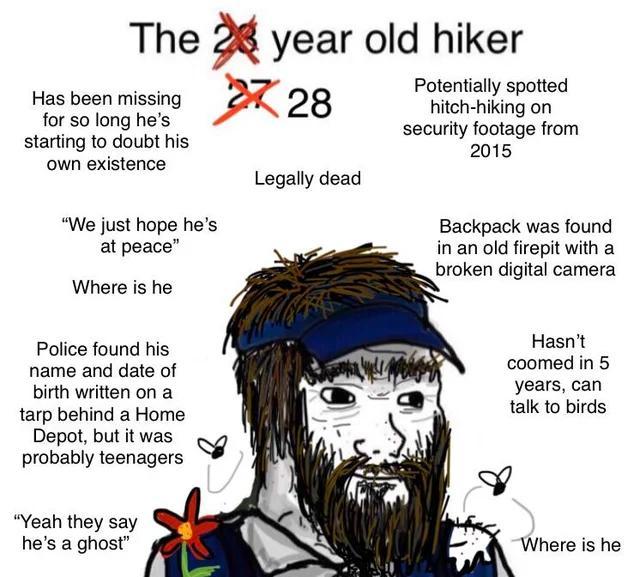 The 23 year old hiker
27 28
Has been missing
for so long he's
starting to doubt his
own existence
Potentially spotted
hitch-hiking on
security footage from
2015
Legally dead
“We just hope he's
at peace”
Where is he
Backpack was found
in an old firepit with a
broken digital camera
Police found his
name and date of
birth written on a
tarp behind a Home
Depot, but it was
probably teenagers
Hasn't
coomed in 5
years, can
talk to birds
“Yeah they say
he's a ghost”
Where is he